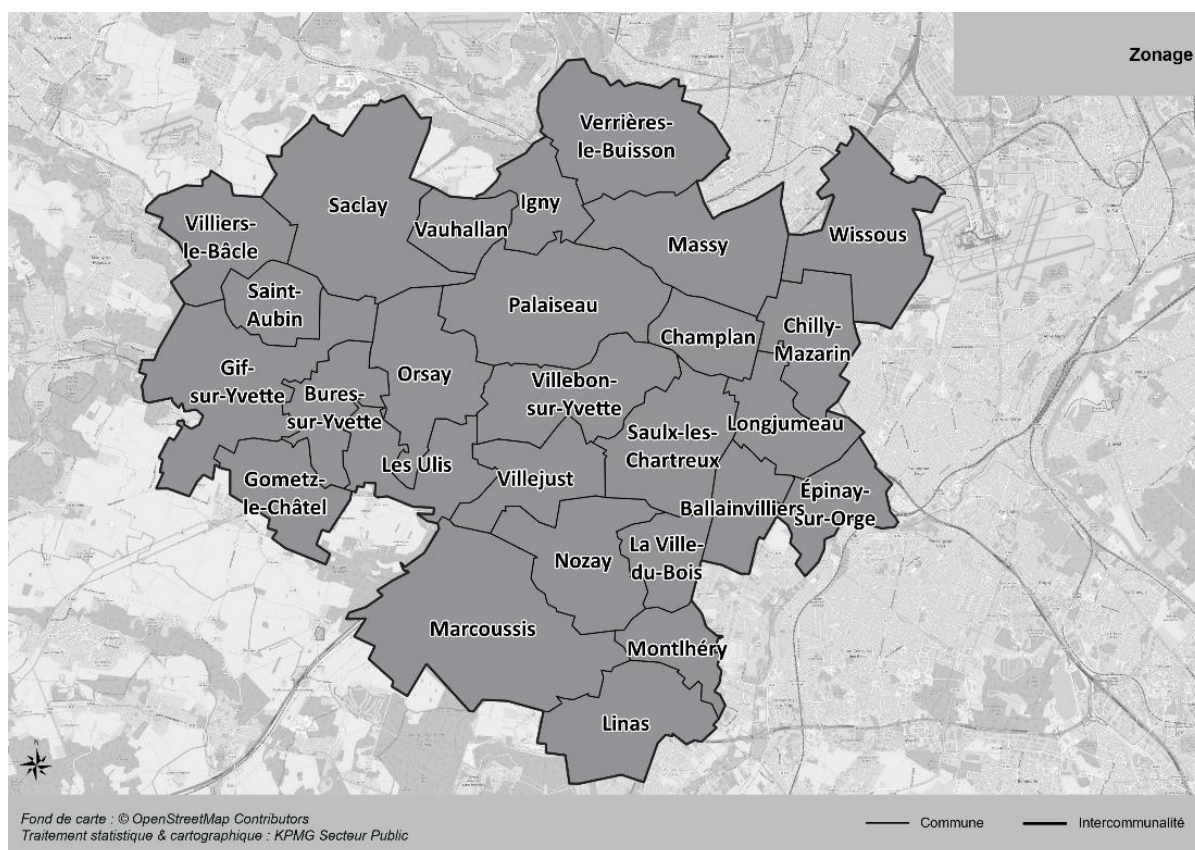 Zonage
Verrières-
le-Buisson
Saclay
Igny
Vauhallan
Villiers-
le-Bâcle
Massy
Wissous
Saint-
Aubin
Palaiseau
Champlan
Chilly-
Mazarin
Gif-
sur-Yvette
Bures-
sur-Yvette
Orsay
Villebon-
sur-Yvette
Saulx-les-
Chartreux
Longjumeau
Gometz-
le-Châtel
Les Ulis
Villejust
Ballainvilliers
Épinay-
sur-Orge
Nozay
La Ville-
du-Bois
Marcoussis
Montlhéry
Linas
N
Fond de carte : © OpenStreetMap Contributors
Traitement statistique & cartographique : KPMG Secteur Public
Commune
Intercommunalité